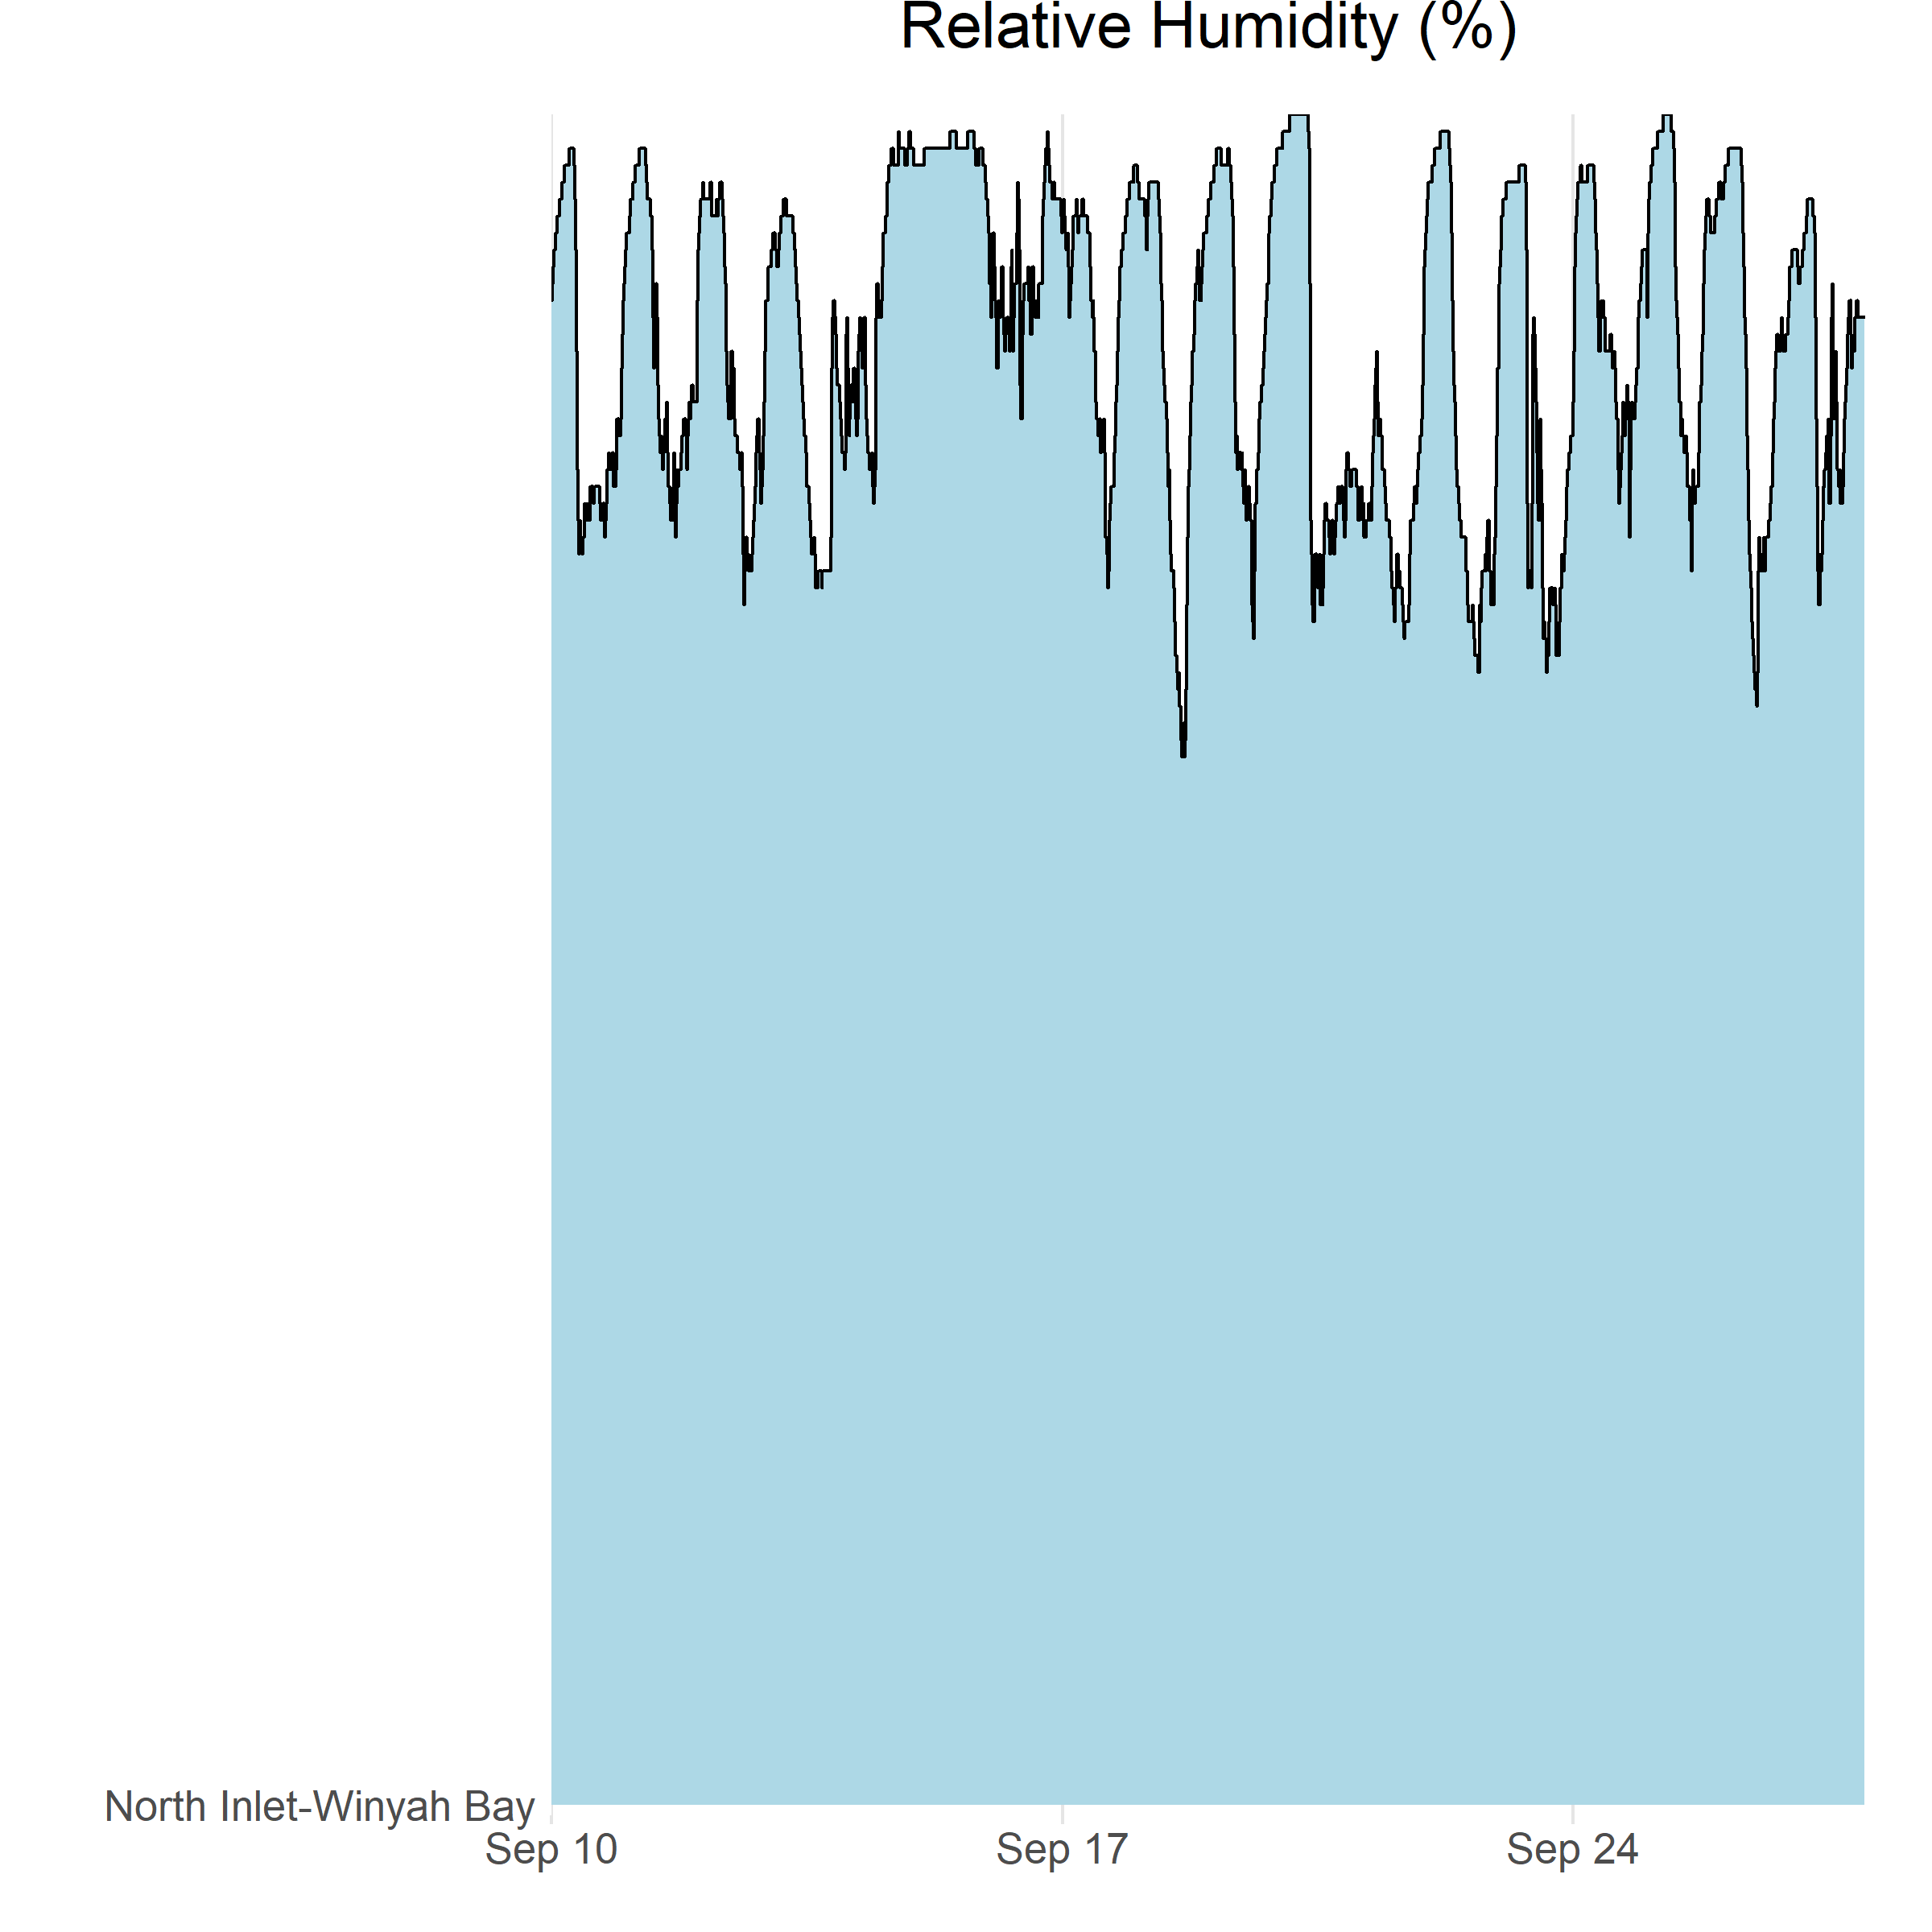 Relative Humidity (%)
North Inlet-Winyah Bay
Sep 10
Sep 17
Sep 24